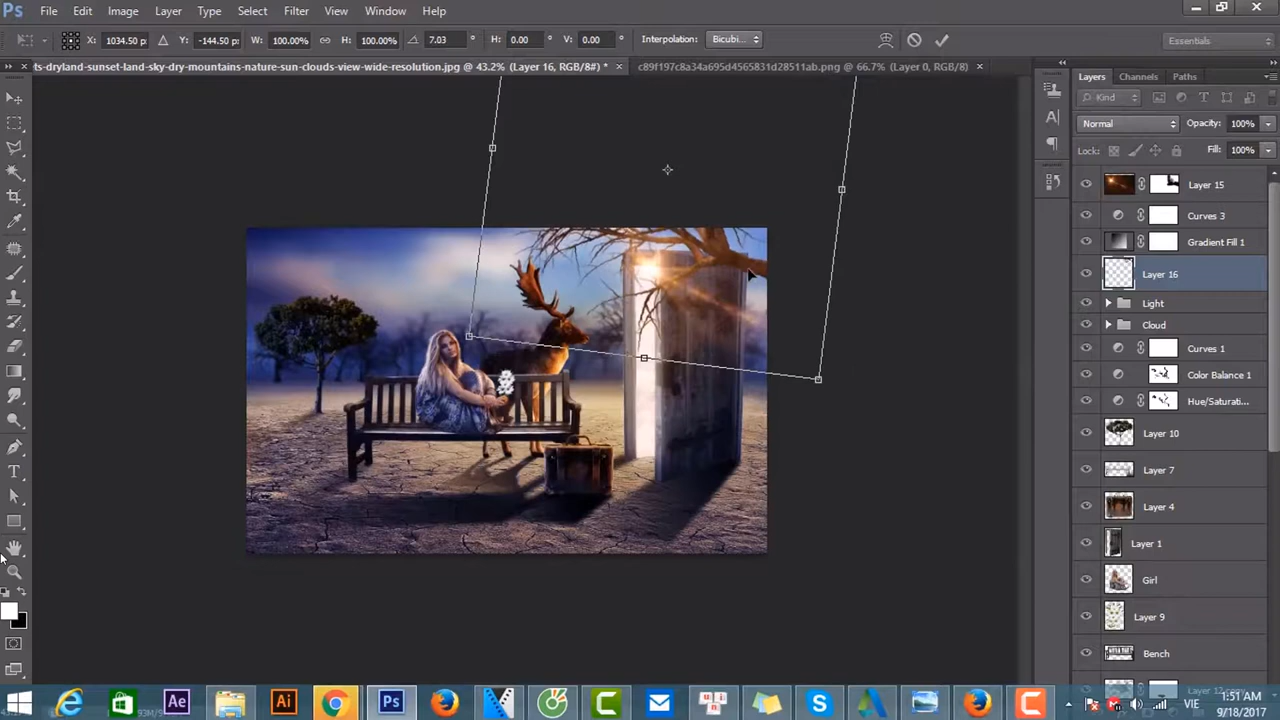 Ps File Edit Image Layer Type Select Filter View Window Help
X: 1034.50 p: Y: -144.50 p: W: 100.00% H: 100.00% 7.03 ° H: 0.00 ° V: 0.00 ° Interpolation: Bicubi... Essentials
ts-dryland-sunset-land-sky-dry-mountains-nature-sun-clouds-view-wide-resolution.jpg @ 43.2% (Layer 16, RGB/8#) * × c89f197c8a34a695d4565831d28511ab.png @ 66.7% (Layer 0, RGB/8) ×
Layers Channels Paths
Kind
Normal Opacity: 100%
Lock: Fill: 100%
Layer 15
Curves 3
Gradient Fill 1
Layer 16
Light
Cloud
Curves 1
Color Balance 1
Hue/Saturati...
Layer 10
Layer 7
Layer 4
Layer 1
Girl
Layer 9
Bench
VIE 1:51 AM
9/18/2017